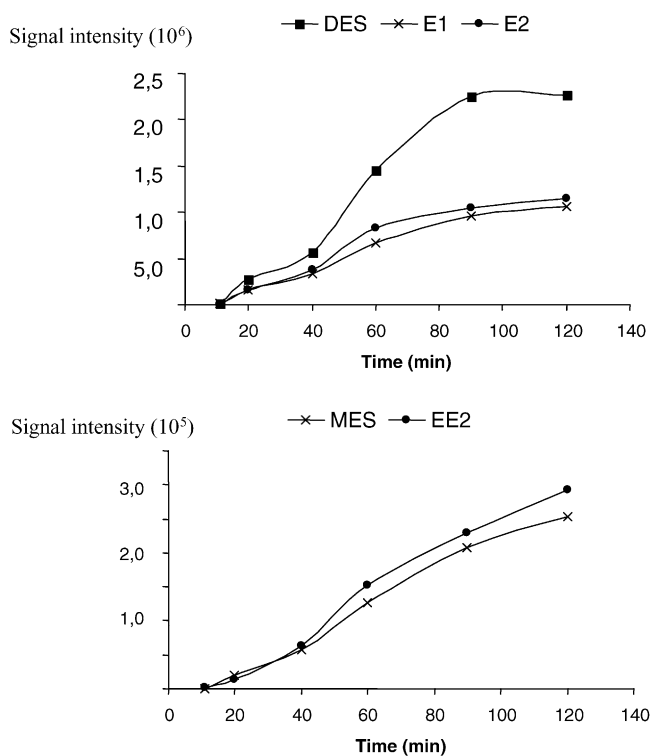 DES E1 E2
Signal intensity (10⁶)
2,5
2,0
1,5
1,0
5,0
0 20 40 60 80 100 120 140
Time (min)
MES EE2
Signal intensity (10⁵)
3,0
2,0
1,0
0 20 40 60 80 100 120 140
Time (min)